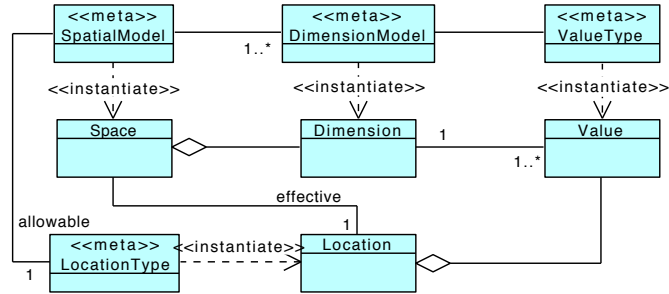 <<meta>>
SpatialModel
<<meta>>
DimensionModel
<<meta>>
ValueType
1..*
<<instantiate>>
<<instantiate>>
<<instantiate>>
Space
Dimension
Value
1
1..*
effective
1
allowable
<<meta>>
LocationType
1
<<instantiate>>
Location